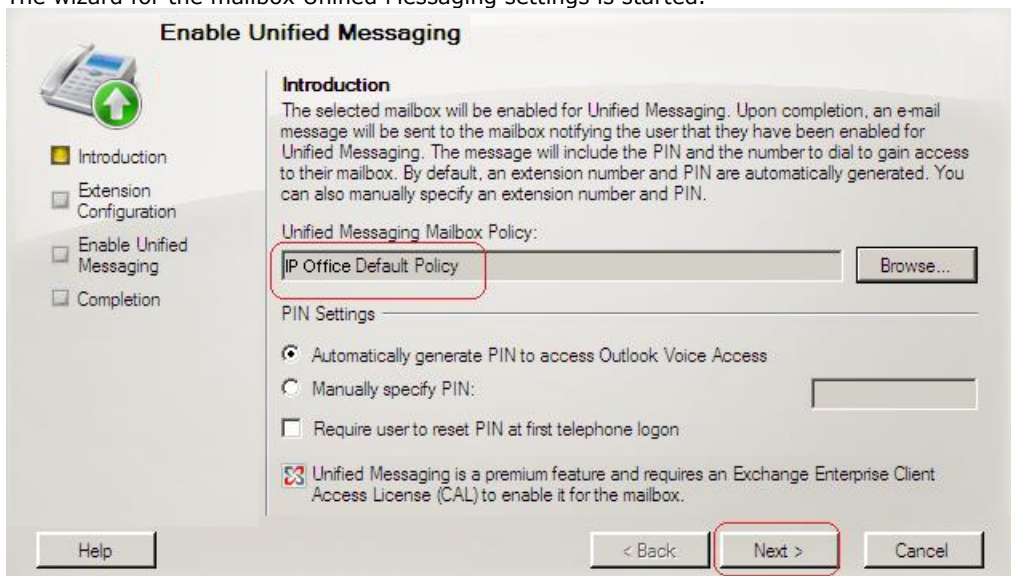 The wizard for the mailbox Unified Messaging settings is started.
Enable Unified Messaging
Introduction
Extension
Configuration
Enable Unified
Messaging
Completion
Introduction
The selected mailbox will be enabled for Unified Messaging. Upon completion, an e-mail
message will be sent to the mailbox notifying the user that they have been enabled for
Unified Messaging. The message will include the PIN and the number to dial to gain access
to their mailbox. By default, an extension number and PIN are automatically generated. You
can also manually specify an extension number and PIN.
Unified Messaging Mailbox Policy:
IP Office Default Policy
Browse...
PIN Settings
Automatically generate PIN to access Outlook Voice Access
Manually specify PIN:
Require user to reset PIN at first telephone logon
Unified Messaging is a premium feature and requires an Exchange Enterprise Client
Access License (CAL) to enable it for the mailbox.
Help
< Back
Next >
Cancel